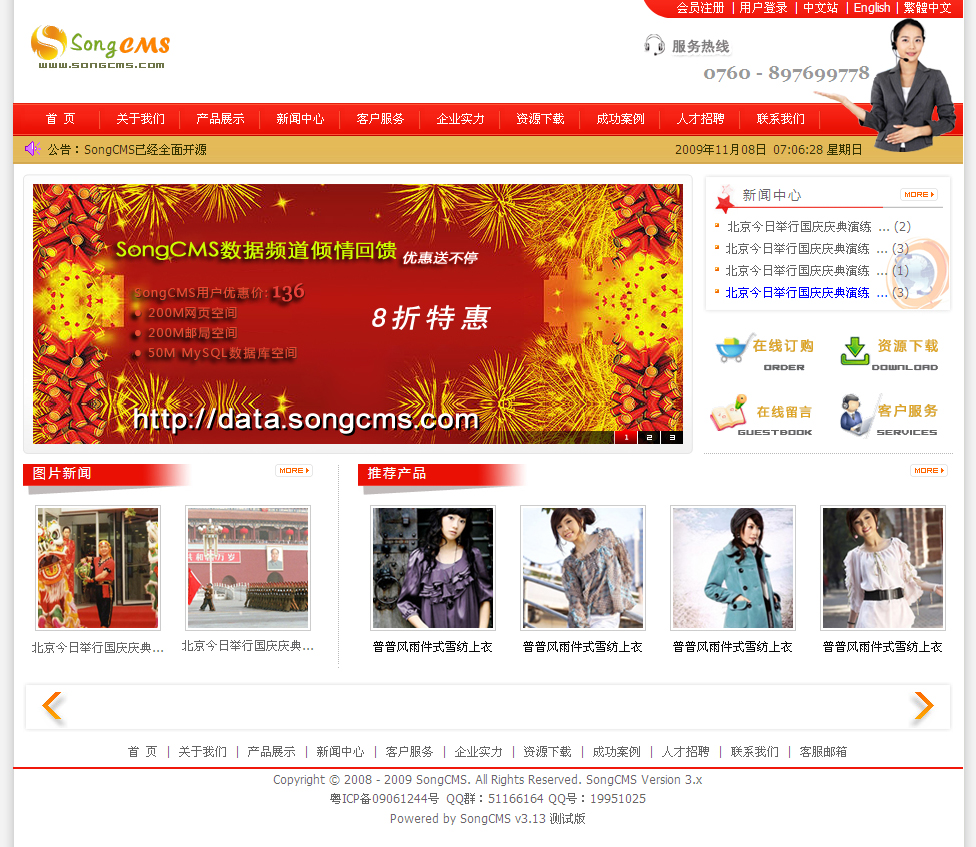 会员注册 | 用户登录 | 中文站 | English | 繁體中文
SongCMS
www.songcms.com
服务热线
0760 - 897699778
首 页 关于我们 产品展示 新闻中心 客户服务 企业实力 资源下载 成功案例 人才招聘 联系我们
公告：SongCMS已经全面开源
2009年11月08日 07:06:28 星期日
SongCMS数据频道倾情回馈 优惠送不停
SongCMS用户优惠价: 136
● 200M网页空间
● 200M邮局空间
● 50M MySQL数据库空间
8折特惠
http://data.songcms.com
1 2 3
新闻中心
MORE
北京今日举行国庆庆典演练 ... (2)
北京今日举行国庆庆典演练 ... (3)
北京今日举行国庆庆典演练 ... (1)
北京今日举行国庆庆典演练 ... (3)
在线订购
ORDER
资源下载
DOWNLOAD
在线留言
GUESTBOOK
客户服务
SERVICES
图片新闻
MORE
北京今日举行国庆庆典...
北京今日举行国庆庆典...
推荐产品
MORE
普普风雨件式雪纺上衣
普普风雨件式雪纺上衣
普普风雨件式雪纺上衣
普普风雨件式雪纺上衣
首 页 | 关于我们 | 产品展示 | 新闻中心 | 客户服务 | 企业实力 | 资源下载 | 成功案例 | 人才招聘 | 联系我们 | 客服邮箱
Copyright © 2008 - 2009 SongCMS. All Rights Reserved. SongCMS Version 3.x
粤ICP备09061244号 QQ群：51166164 QQ号：19951025
Powered by SongCMS v3.13 测试版